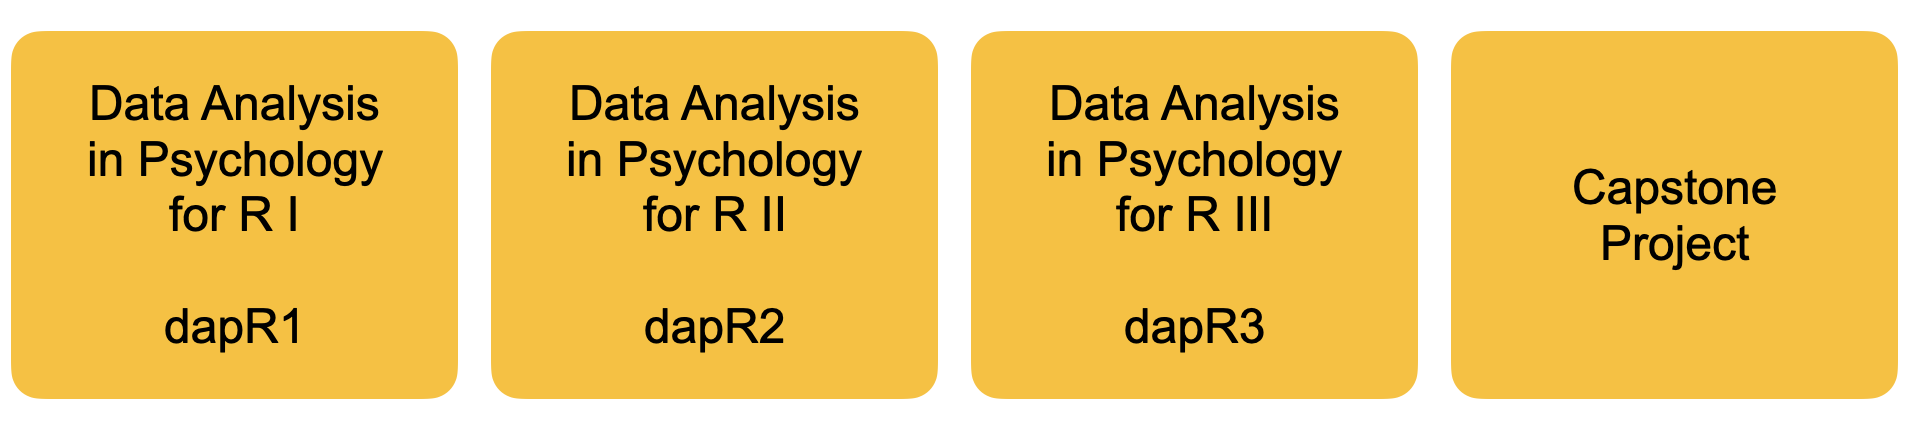 Data Analysis
in Psychology
for R I
dapR1
Data Analysis
in Psychology
for R II
dapR2
Data Analysis
in Psychology
for R III
dapR3
Capstone
Project